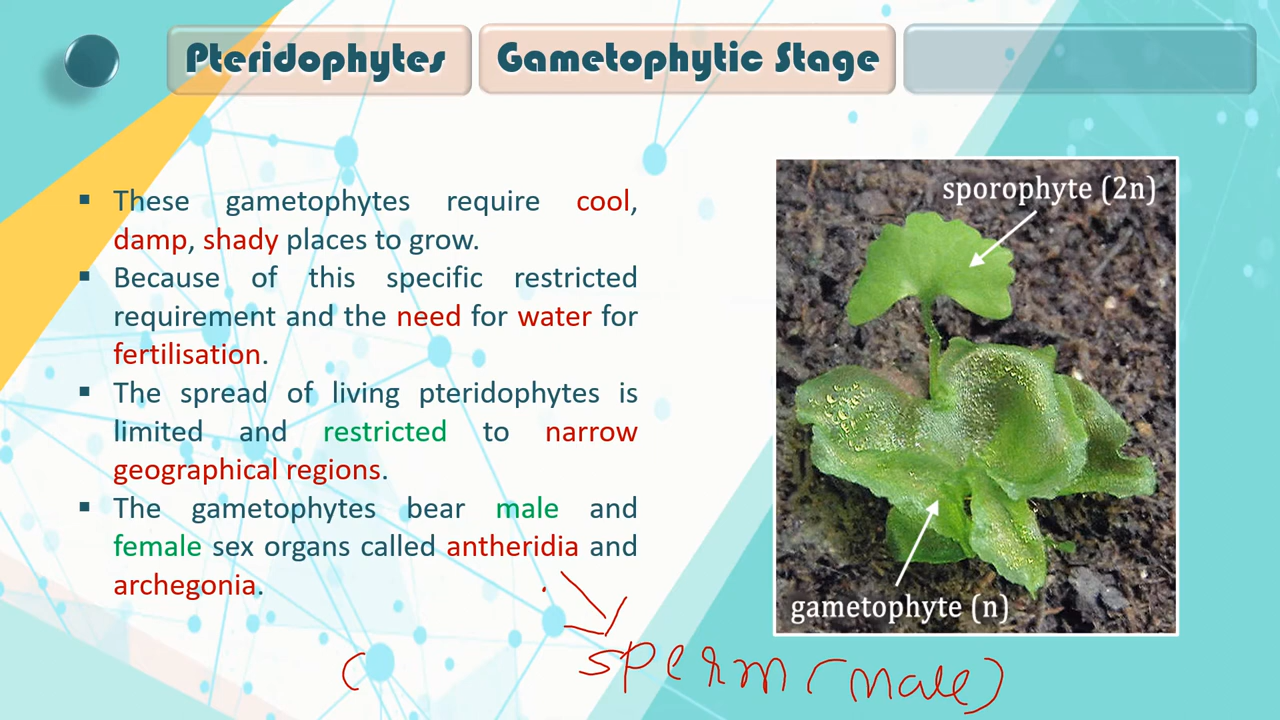 Pteridophytes
Gametophytic Stage
▪ These gametophytes require cool,
damp, shady places to grow.
▪ Because of this specific restricted
requirement and the need for water for
fertilisation.
▪ The spread of living pteridophytes is
limited and restricted to narrow
geographical regions.
▪ The gametophytes bear male and
female sex organs called antheridia and
archegonia.
sporophyte (2n)
gametophyte (n)
sperm (male)
(